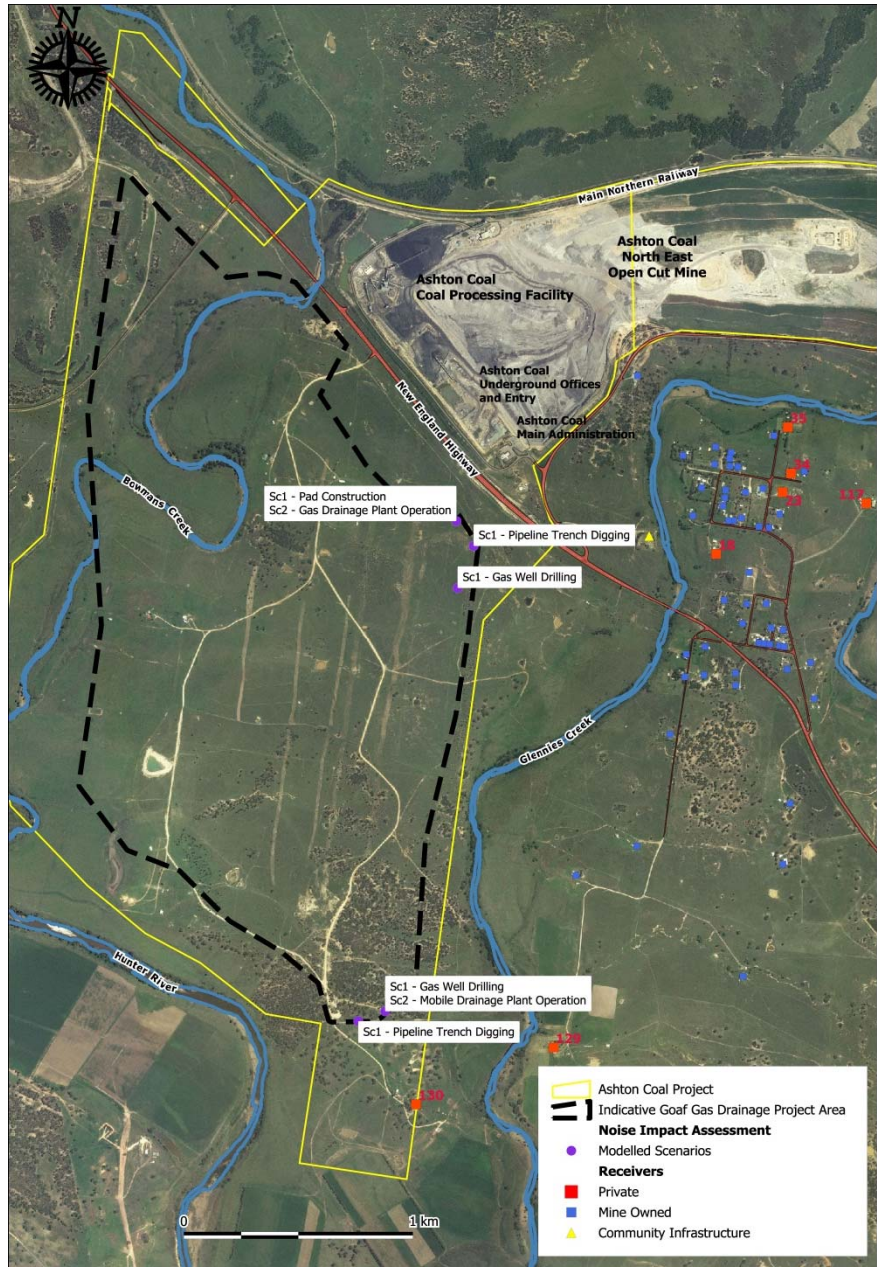 N
Main Northern Railway
Ashton Coal
North East
Open Cut Mine
Ashton Coal
Coal Processing Facility
Ashton Coal
Underground Offices
and Entry
Ashton Coal
Main Administration
New England Highway
35
34
23
117
18
Bowmans Creek
Sc1 - Pad Construction
Sc2 - Gas Drainage Plant Operation
Sc1 - Pipeline Trench Digging
Sc1 - Gas Well Drilling
Glennies Creek
Hunter River
Sc1 - Gas Well Drilling
Sc2 - Mobile Drainage Plant Operation
Sc1 - Pipeline Trench Digging
129
130
0
1 km
Ashton Coal Project
Indicative Goaf Gas Drainage Project Area
Noise Impact Assessment
Modelled Scenarios
Receivers
Private
Mine Owned
Community Infrastructure